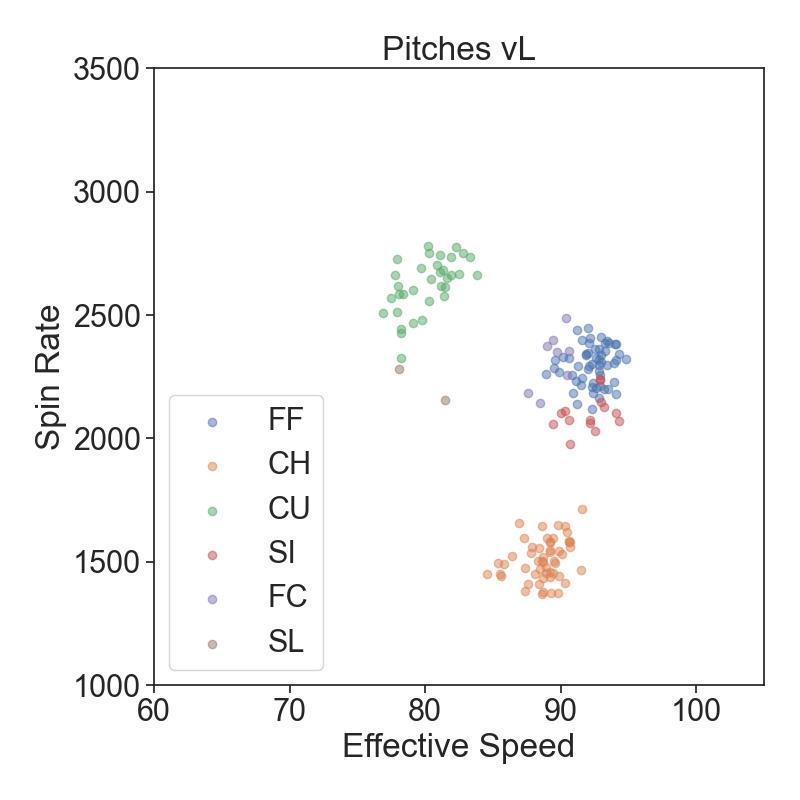 Pitches vL
3500
3000
2500
2000
1500
1000
Spin Rate
FF
CH
CU
SI
FC
SL
60 70 80 90 100
Effective Speed